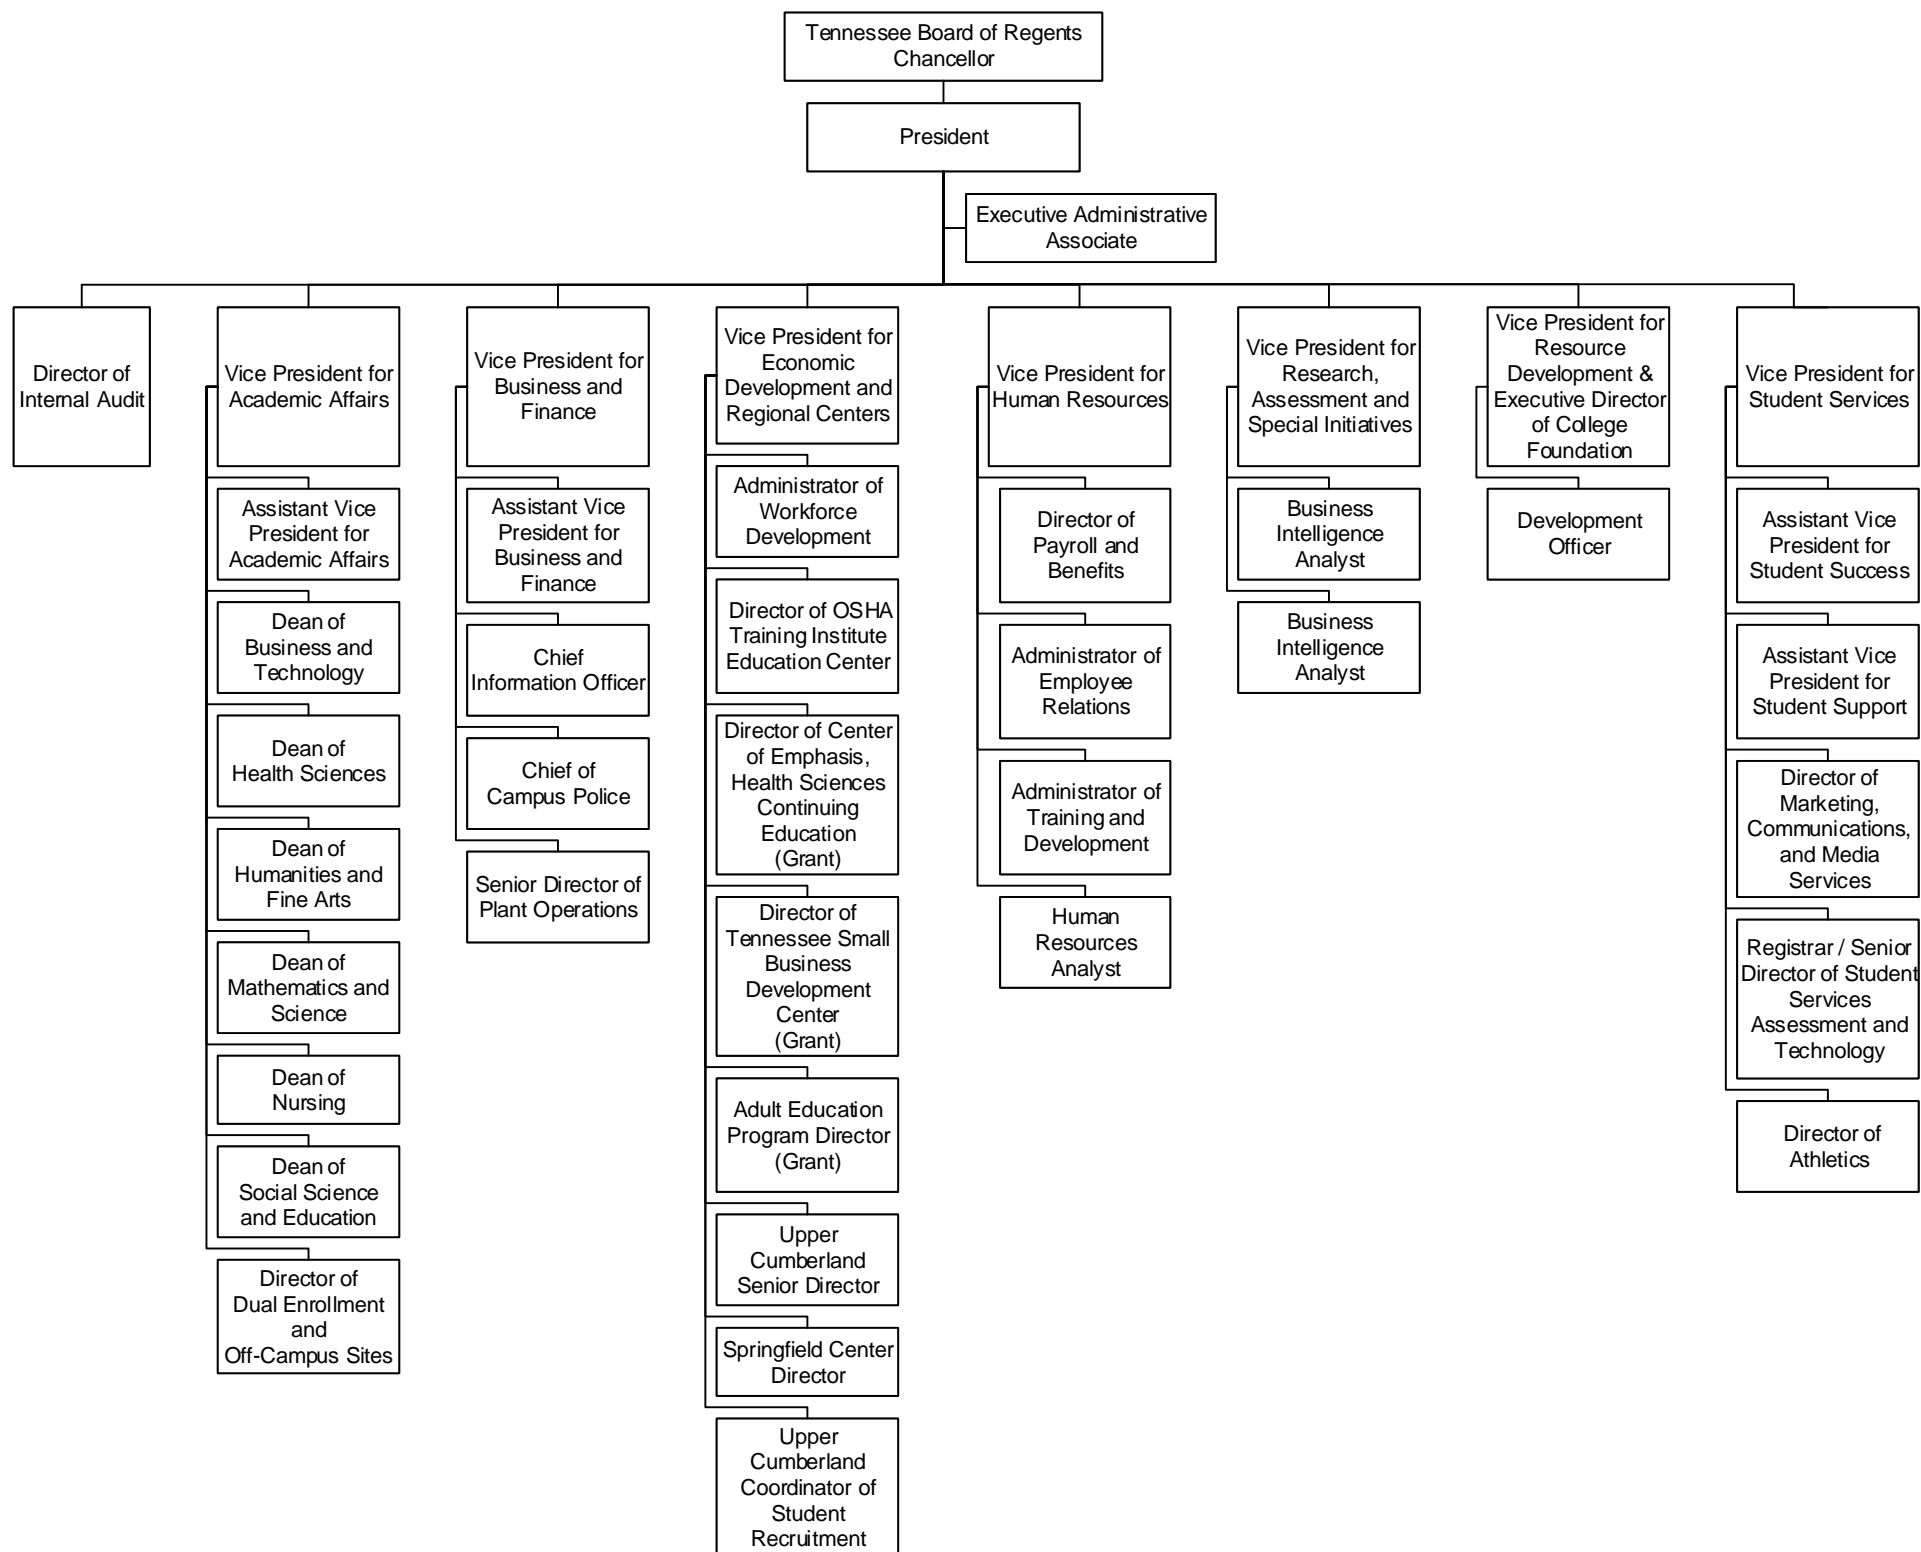 Tennessee Board of Regents
Chancellor
President
Executive Administrative
Associate
Director of
Internal Audit
Vice President for
Academic Affairs
Assistant Vice
President for
Academic Affairs
Dean of
Business and
Technology
Dean of
Health Sciences
Dean of
Humanities and
Fine Arts
Dean of
Mathematics and
Science
Dean of
Nursing
Dean of
Social Science
and Education
Director of
Dual Enrollment
and
Off-Campus Sites
Vice President for
Business and
Finance
Assistant Vice
President for
Business and
Finance
Chief
Information Officer
Chief of
Campus Police
Senior Director of
Plant Operations
Vice President for
Economic
Development and
Regional Centers
Administrator of
Workforce
Development
Director of OSHA
Training Institute
Education Center
Director of Center
of Emphasis,
Health Sciences
Continuing
Education
(Grant)
Director of
Tennessee Small
Business
Development
Center
(Grant)
Adult Education
Program Director
(Grant)
Upper
Cumberland
Senior Director
Springfield Center
Director
Upper
Cumberland
Coordinator of
Student
Recruitment
Vice President for
Human Resources
Director of
Payroll and
Benefits
Administrator of
Employee
Relations
Administrator of
Training and
Development
Human
Resources
Analyst
Vice President for
Research,
Assessment and
Special Initiatives
Business
Intelligence
Analyst
Business
Intelligence
Analyst
Vice President for
Resource
Development &
Executive Director
of College
Foundation
Development
Officer
Vice President for
Student Services
Assistant Vice
President for
Student Success
Assistant Vice
President for
Student Support
Director of
Marketing,
Communications,
and Media
Services
Registrar / Senior
Director of Student
Services
Assessment and
Technology
Director of
Athletics